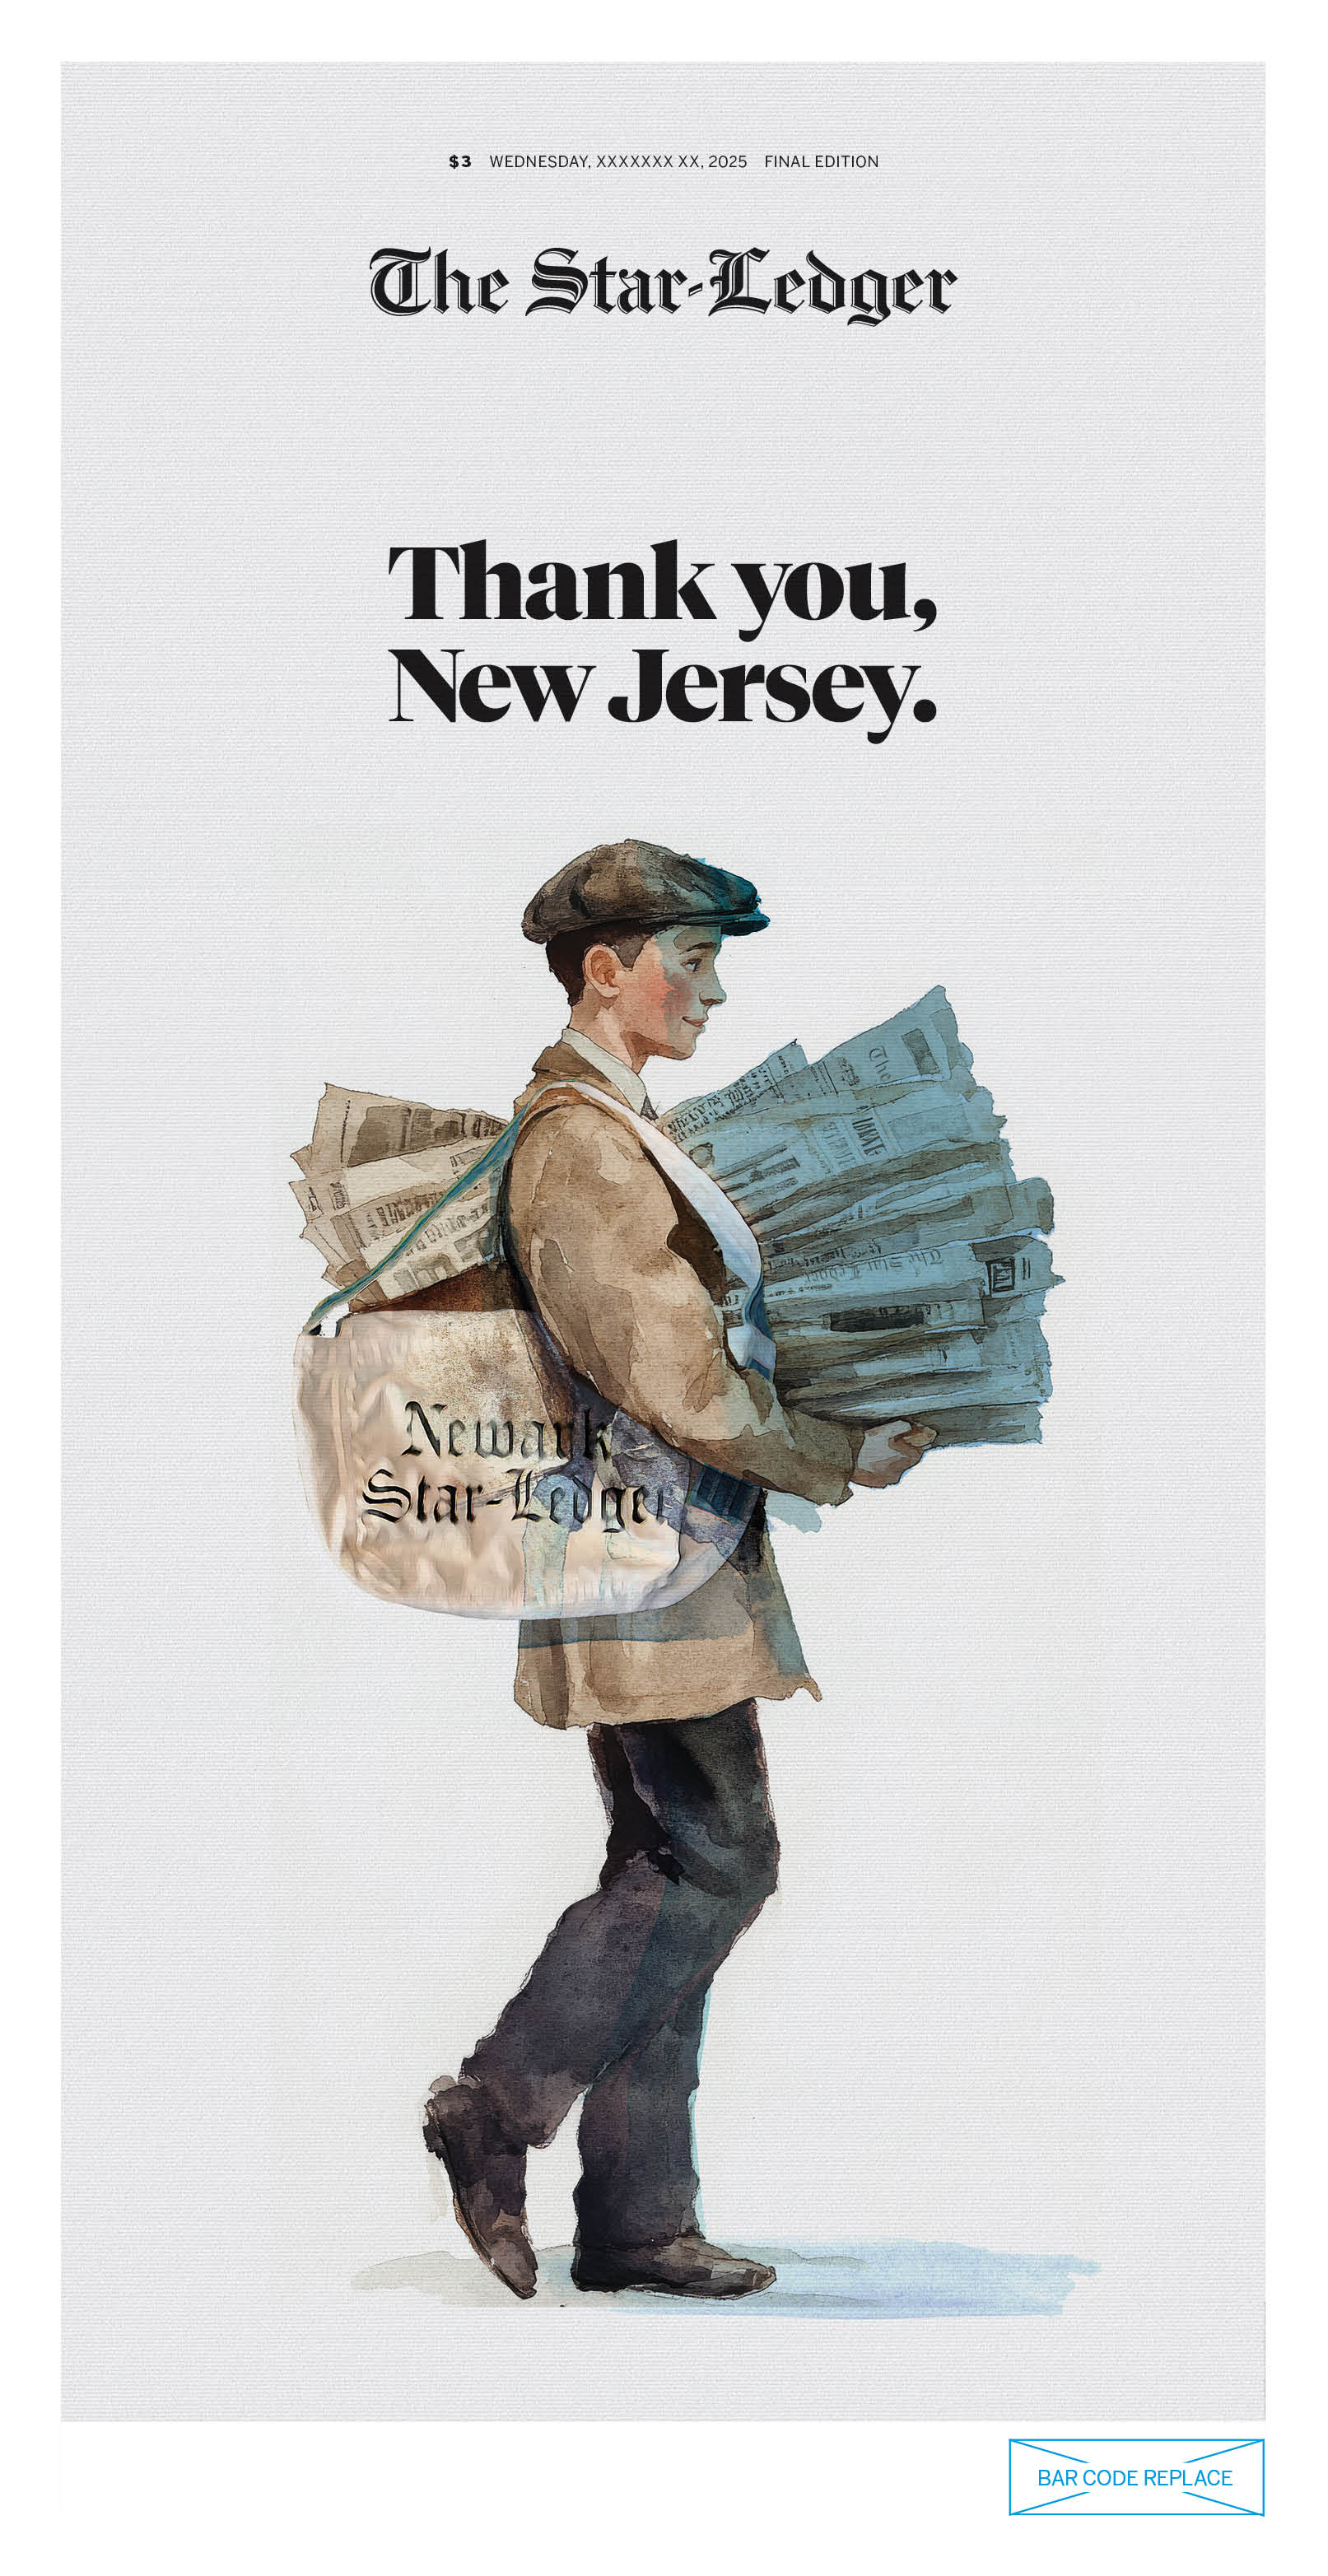 $3 WEDNESDAY, XXXXXXX XX, 2025 FINAL EDITION
The Star-Ledger
Thank you,
New Jersey.
Newark
Star-Ledger
BAR CODE REPLACE